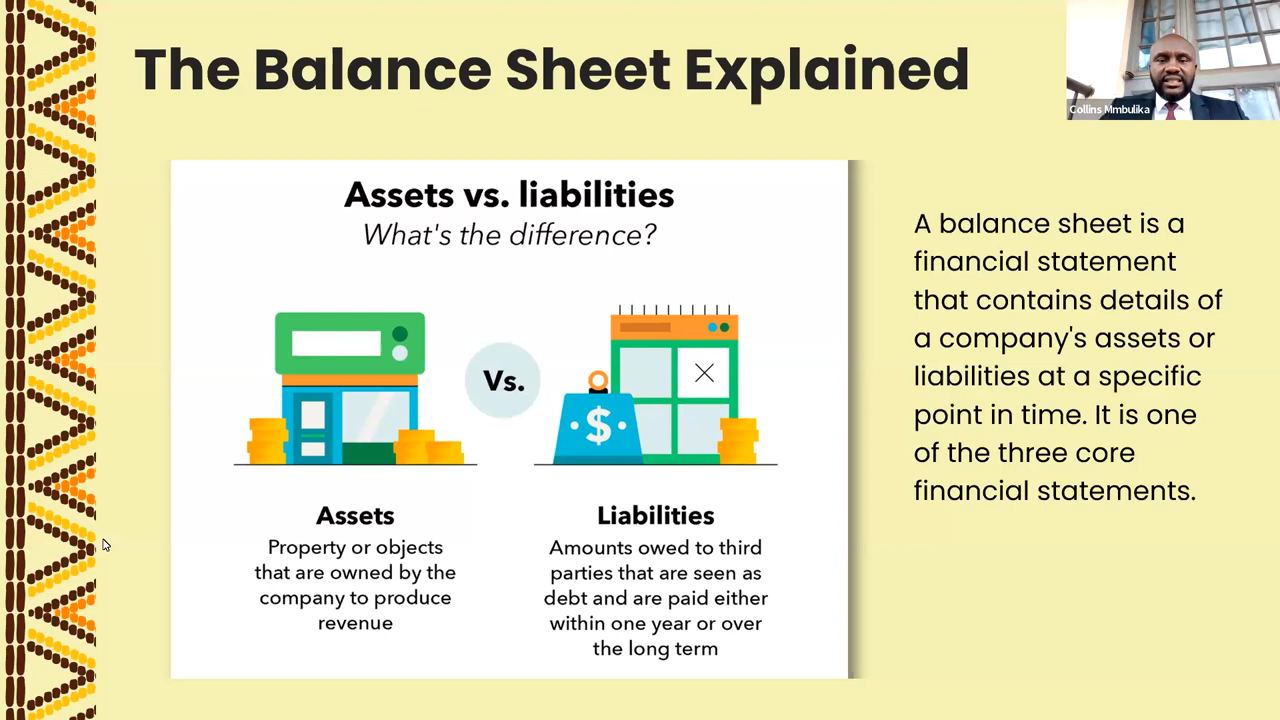 The Balance Sheet Explained
Collins Mmbulika
Assets vs. liabilities
What's the difference?
Vs.
$
Assets
Property or objects
that are owned by the
company to produce
revenue
Liabilities
Amounts owed to third
parties that are seen as
debt and are paid either
within one year or over
the long term
A balance sheet is a
financial statement
that contains details of
a company's assets or
liabilities at a specific
point in time. It is one
of the three core
financial statements.